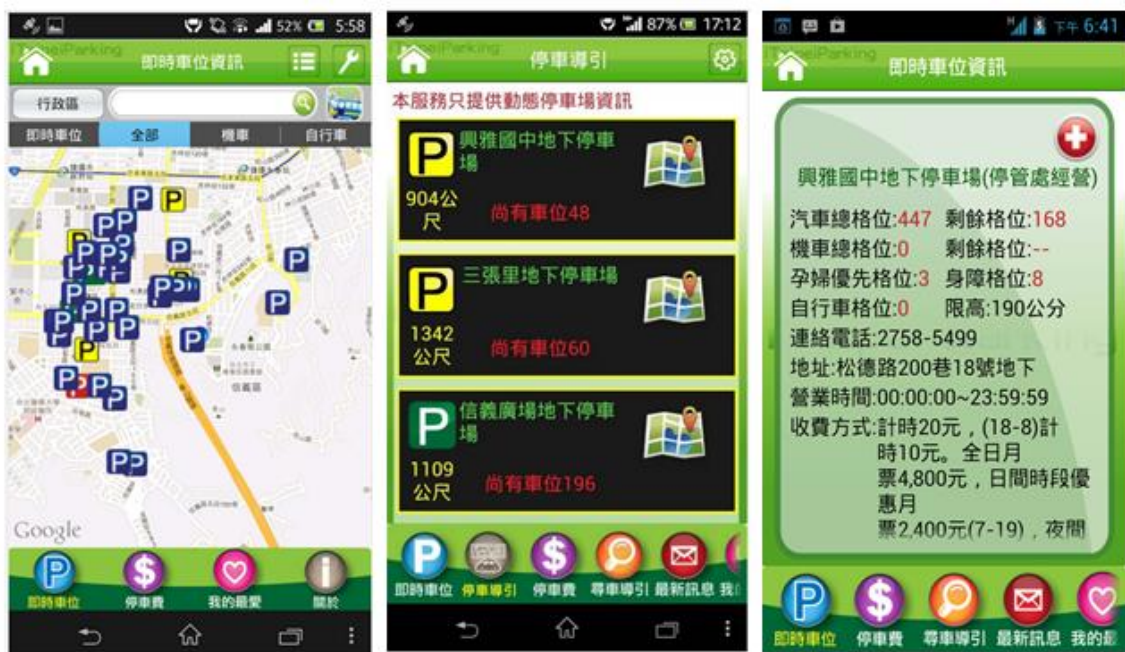 52% 5:58
iTaipeiParking
即時車位資訊
行政區
即時車位 全部 機車 自行車
信義區
Google
即時車位 停車費 我的最愛 關於
87% 17:12
iTaipeiParking
停車導引
本服務只提供動態停車場資訊
P 興雅國中地下停車
場
904公
尺
尚有車位48
P 三張里地下停車場
1342
公尺
尚有車位60
P 信義廣場地下停車
場
1109
公尺
尚有車位196
即時車位 停車導引 停車費 尋車導引 最新訊息 我
H 下午 6:41
iTaipeiParking
即時車位資訊
興雅國中地下停車場(停管處經營)
汽車總格位:447 剩餘格位:168
機車總格位:0 剩餘格位:--
孕婦優先格位:3 身障格位:8
自行車格位:0 限高:190公分
連絡電話:2758-5499
地址:松德路200巷18號地下
營業時間:00:00:00~23:59:59
收費方式:計時20元，(18-8)計
時10元。全日月
票4,800元，日間時段優
惠月
票2,400元(7-19)，夜間
即時車位 停車費 尋車導引 最新訊息 我的最